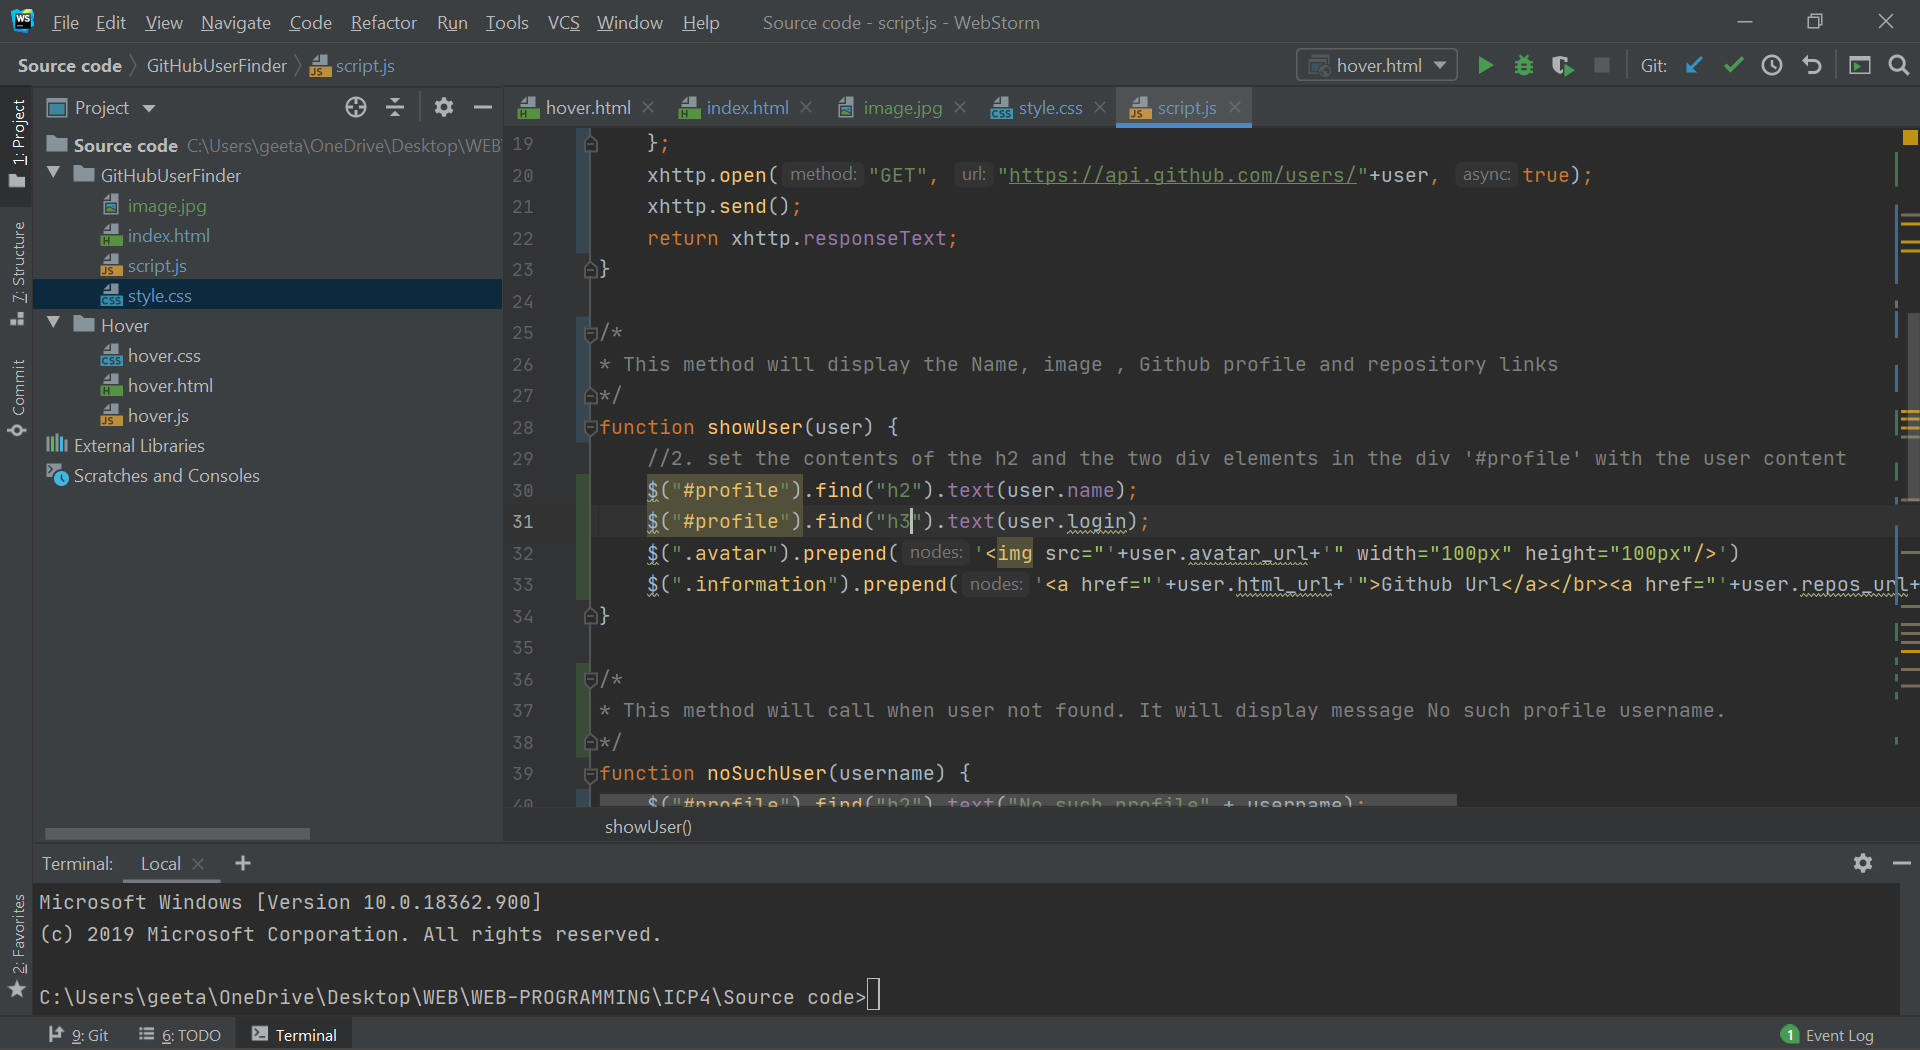 WS File Edit View Navigate Code Refactor Run Tools VCS Window Help Source code - script.js - WebStorm
Source code GitHubUserFinder script.js hover.html Git:
1: Project
7: Structure
Commit
2: Favorites
Project
Source code C:\Users\geeta\OneDrive\Desktop\WEB
GitHubUserFinder
image.jpg
index.html
script.js
style.css
Hover
hover.css
hover.html
hover.js
External Libraries
Scratches and Consoles
hover.html index.html image.jpg style.css script.js
19 };
20 xhttp.open( method: "GET", url: "https://api.github.com/users/"+user, async: true);
21 xhttp.send();
22 return xhttp.responseText;
23 }
24
25 /*
26 * This method will display the Name, image , Github profile and repository links
27 */
28 function showUser(user) {
29 //2. set the contents of the h2 and the two div elements in the div '#profile' with the user content
30 $("#profile").find("h2").text(user.name);
31 $("#profile").find("h3").text(user.login);
32 $(".avatar").prepend( nodes: '<img src="'+user.avatar_url+'" width="100px" height="100px"/>')
33 $(".information").prepend( nodes: '<a href="'+user.html_url+'">Github Url</a></br><a href="'+user.repos_url+
34 }
35
36 /*
37 * This method will call when user not found. It will display message No such profile username.
38 */
39 function noSuchUser(username) {
40 $("#profile").find("h2").text("No such profile" + username);
showUser()
Terminal: Local +
Microsoft Windows [Version 10.0.18362.900]
(c) 2019 Microsoft Corporation. All rights reserved.
C:\Users\geeta\OneDrive\Desktop\WEB\WEB-PROGRAMMING\ICP4\Source code>
9: Git 6: TODO Terminal 1 Event Log